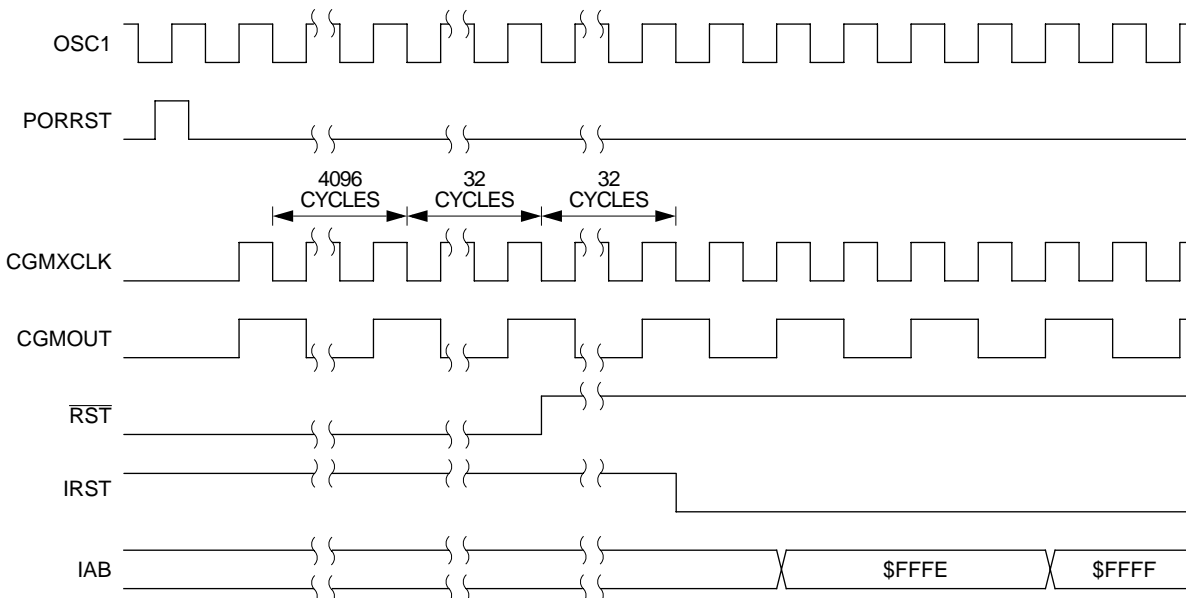 OSC1
PORRST
4096
CYCLES
32
CYCLES
32
CYCLES
CGMXCLK
CGMOUT
RST
IRST
IAB
$FFFE
$FFFF